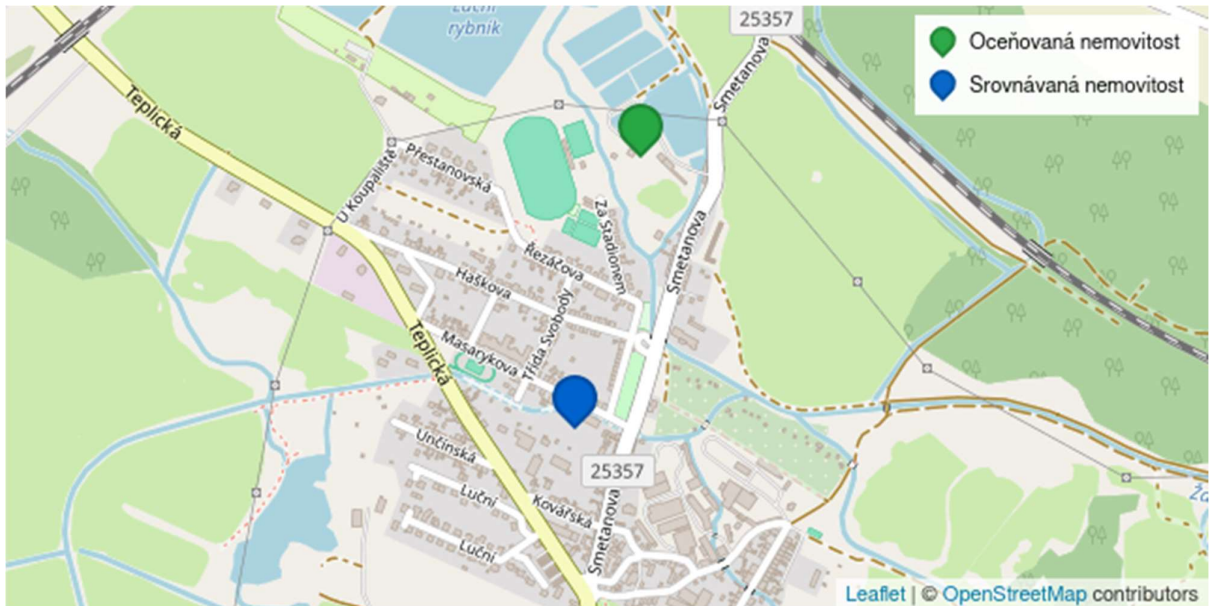 Luční
rybník
25357
Oceňovaná nemovitost
Srovnávaná nemovitost
Teplická
Smetanova
U Koupaliště
Přestanovská
Za Stadionem
Řezáčova
Smetanova
Haškova
Třída Svobody
Masarykova
Teplická
Unčínská
25357
Luční
Kovářská
Smetanova
Luční
Leaflet | © OpenStreetMap contributors